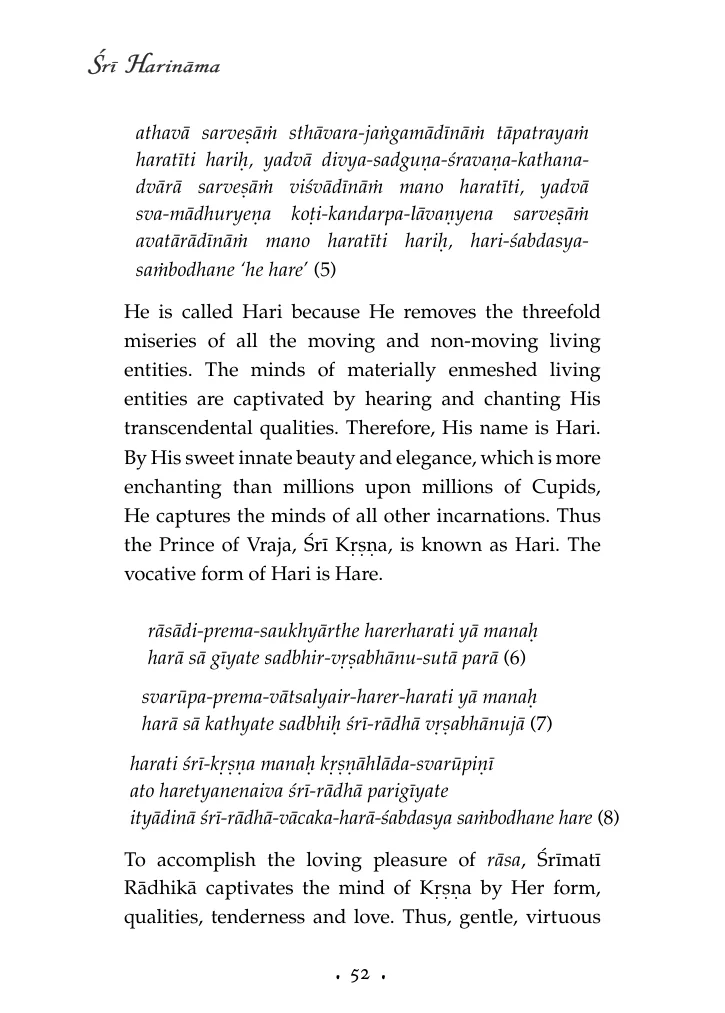 Śrī Harināma
athavā sarveṣāṁ sthāvara-jaṅgamādīnāṁ tāpatrayaṁ
haratīti hariḥ, yadvā divya-sadguṇa-śravaṇa-kathana-
dvārā sarveṣāṁ viśvādīnāṁ mano haratīti, yadvā
sva-mādhuryeṇa koṭi-kandarpa-lāvaṇyena sarveṣāṁ
avatārādīnāṁ mano haratīti hariḥ, hari-śabdasya-
saṁbodhane ‘he hare’ (5)
He is called Hari because He removes the threefold
miseries of all the moving and non-moving living
entities. The minds of materially enmeshed living
entities are captivated by hearing and chanting His
transcendental qualities. Therefore, His name is Hari.
By His sweet innate beauty and elegance, which is more
enchanting than millions upon millions of Cupids,
He captures the minds of all other incarnations. Thus
the Prince of Vraja, Śrī Kṛṣṇa, is known as Hari. The
vocative form of Hari is Hare.
rāsādi-prema-saukhyārthe harerharati yā manaḥ
harā sā gīyate sadbhir-vṛṣabhānu-sutā parā (6)
svarūpa-prema-vātsalyair-harer-harati yā manaḥ
harā sā kathyate sadbhiḥ śrī-rādhā vṛṣabhānujā (7)
harati śrī-kṛṣṇa manaḥ kṛṣṇāhlāda-svarūpiṇī
ato haretyanenaiva śrī-rādhā parigīyate
ityādinā śrī-rādhā-vācaka-harā-śabdasya saṁbodhane hare (8)
To accomplish the loving pleasure of rāsa, Śrīmatī
Rādhikā captivates the mind of Kṛṣṇa by Her form,
qualities, tenderness and love. Thus, gentle, virtuous
• 52 •